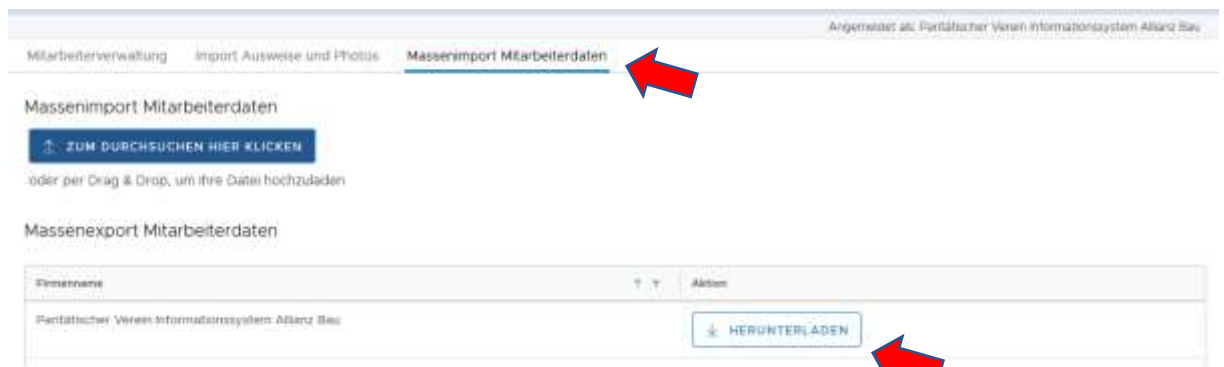 Angemeldet als: Paritätischer Verein Informationssystem Allianz Bau
Mitarbeiterverwaltung Import Ausweise und Photos Massenimport Mitarbeiterdaten
Massenimport Mitarbeiterdaten
ZUM DURCHSUCHEN HIER KLICKEN
oder per Drag & Drop, um Ihre Datei hochzuladen
Massenexport Mitarbeiterdaten
Firmenname Aktion
Paritätischer Verein Informationssystem Allianz Bau HERUNTERLADEN